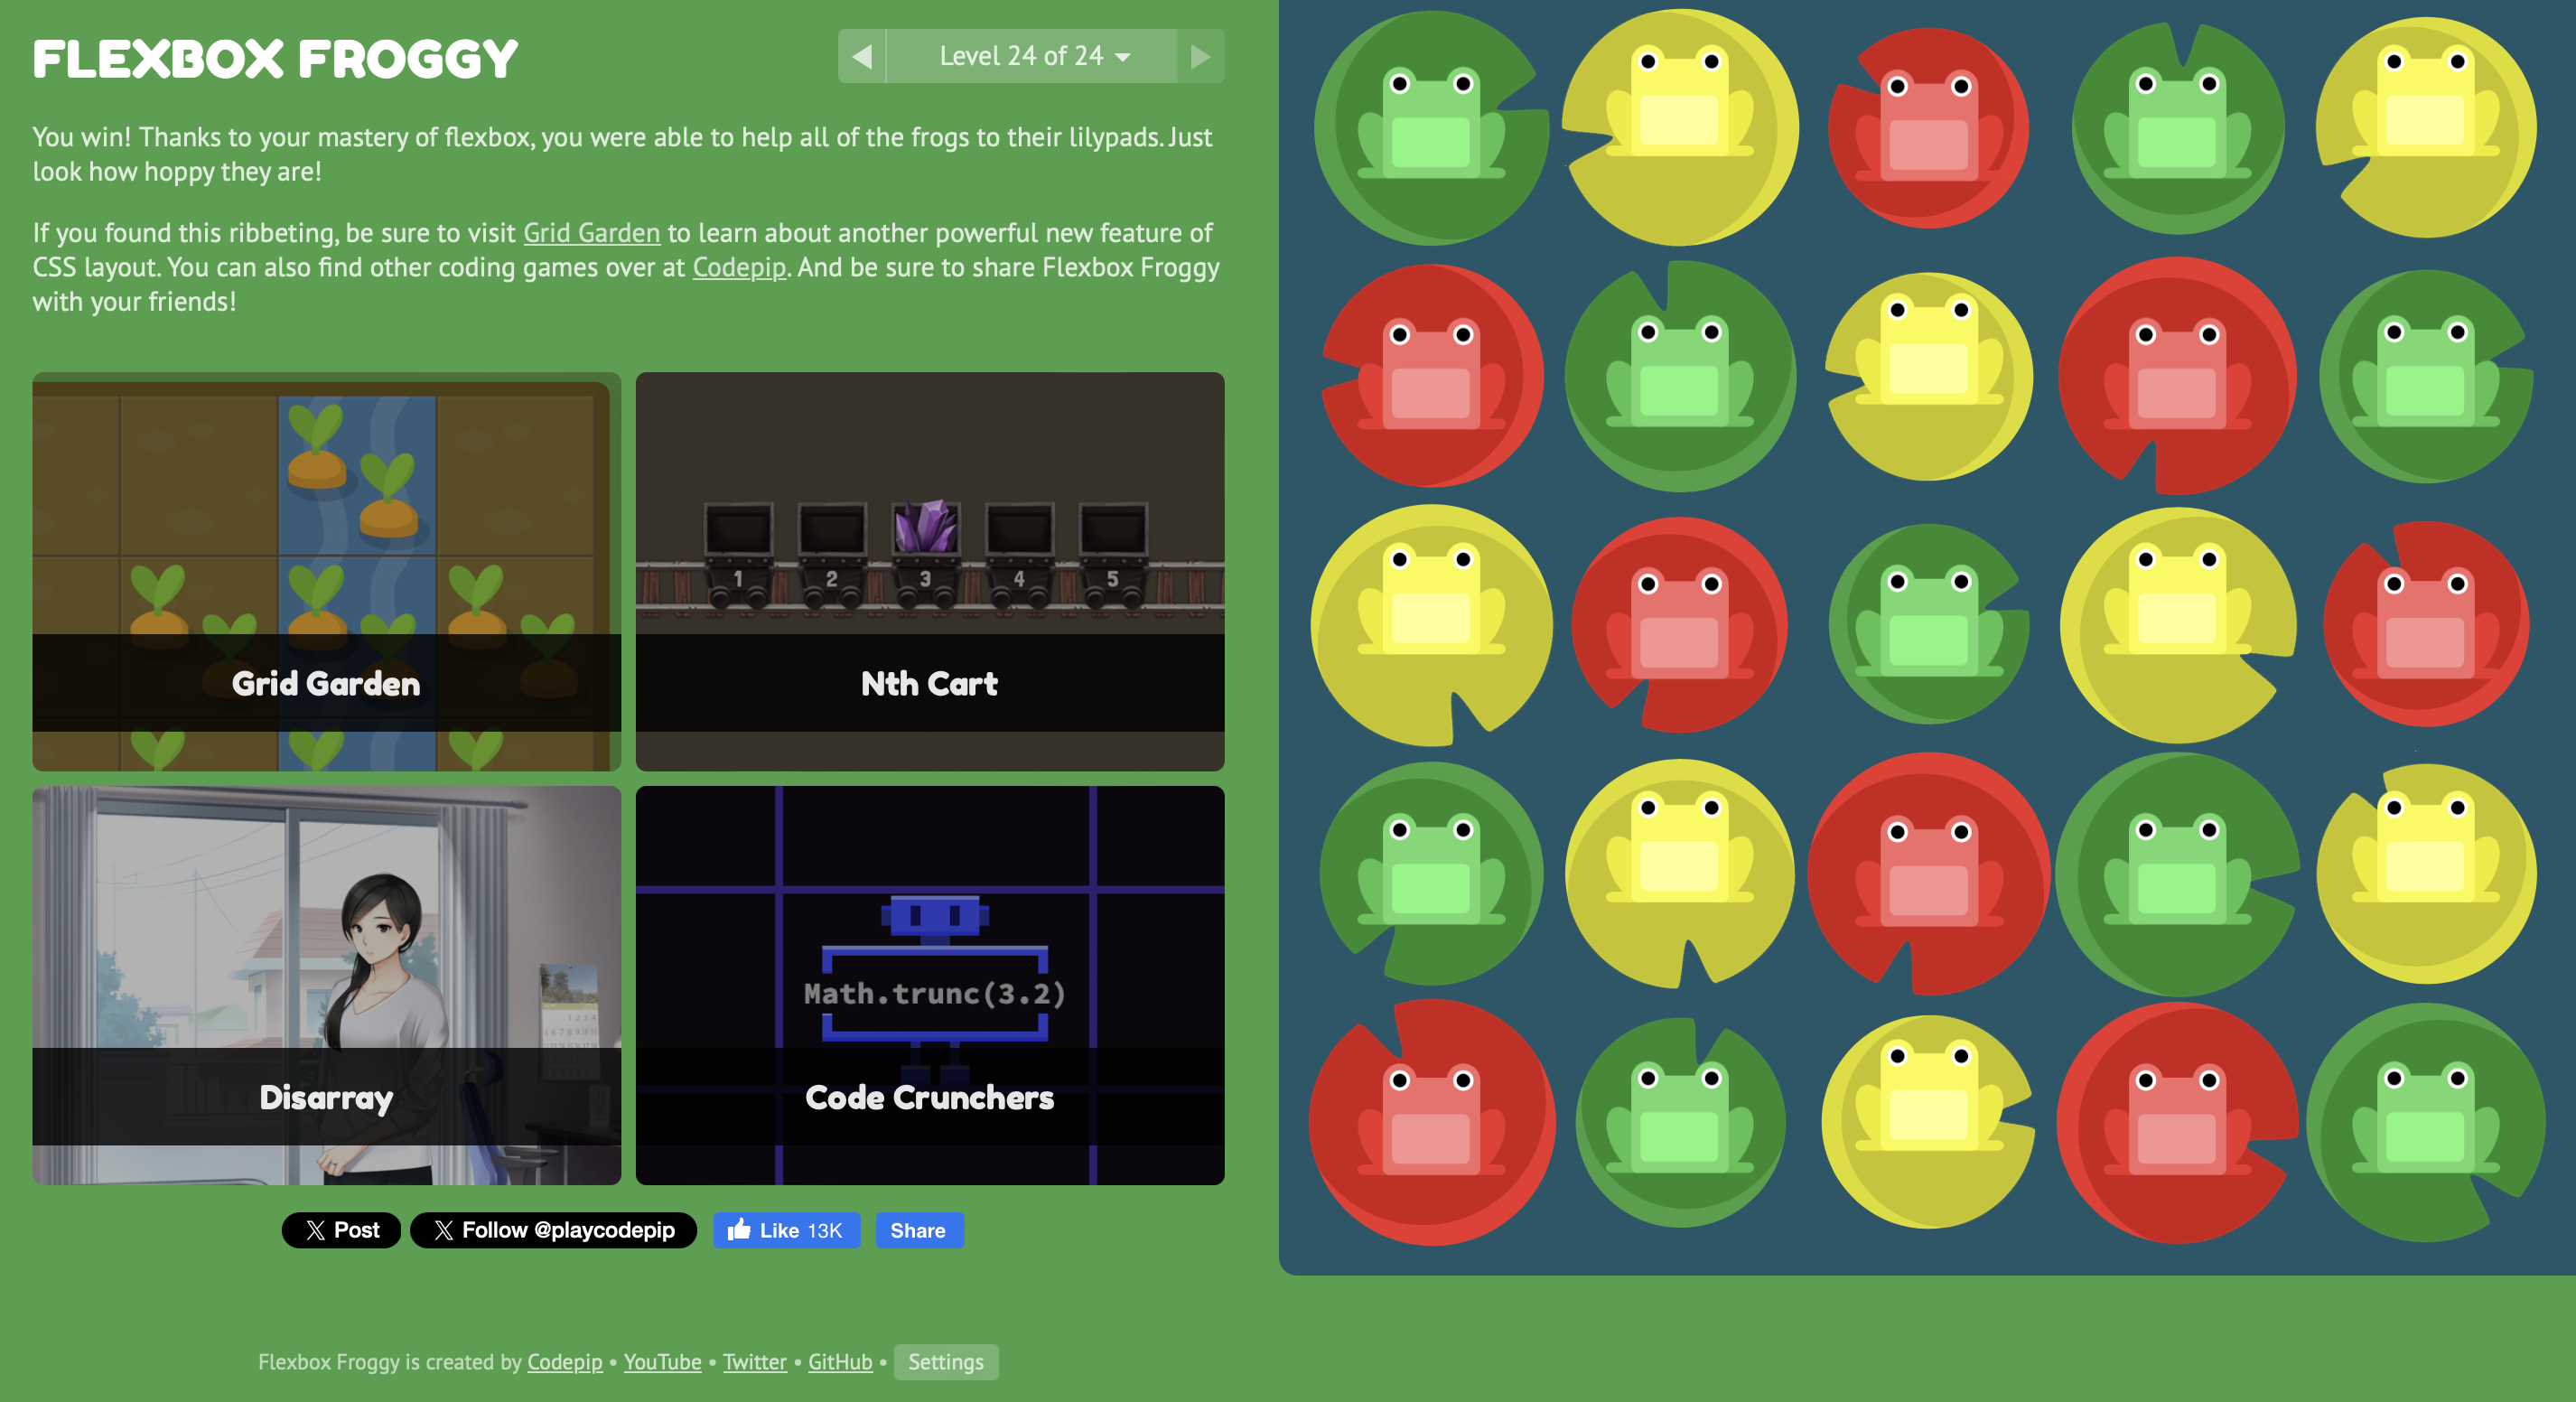 FLEXBOX FROGGY
Level 24 of 24
You win! Thanks to your mastery of flexbox, you were able to help all of the frogs to their lilypads. Just
look how hoppy they are!
If you found this ribbeting, be sure to visit Grid Garden to learn about another powerful new feature of
CSS layout. You can also find other coding games over at Codepip. And be sure to share Flexbox Froggy
with your friends!
1 2 3 4 5
Grid Garden
Nth Cart
Math.trunc(3.2)
Disarray
Code Crunchers
Post
Follow @playcodepip
Like 13K
Share
Flexbox Froggy is created by Codepip • YouTube • Twitter • GitHub • Settings